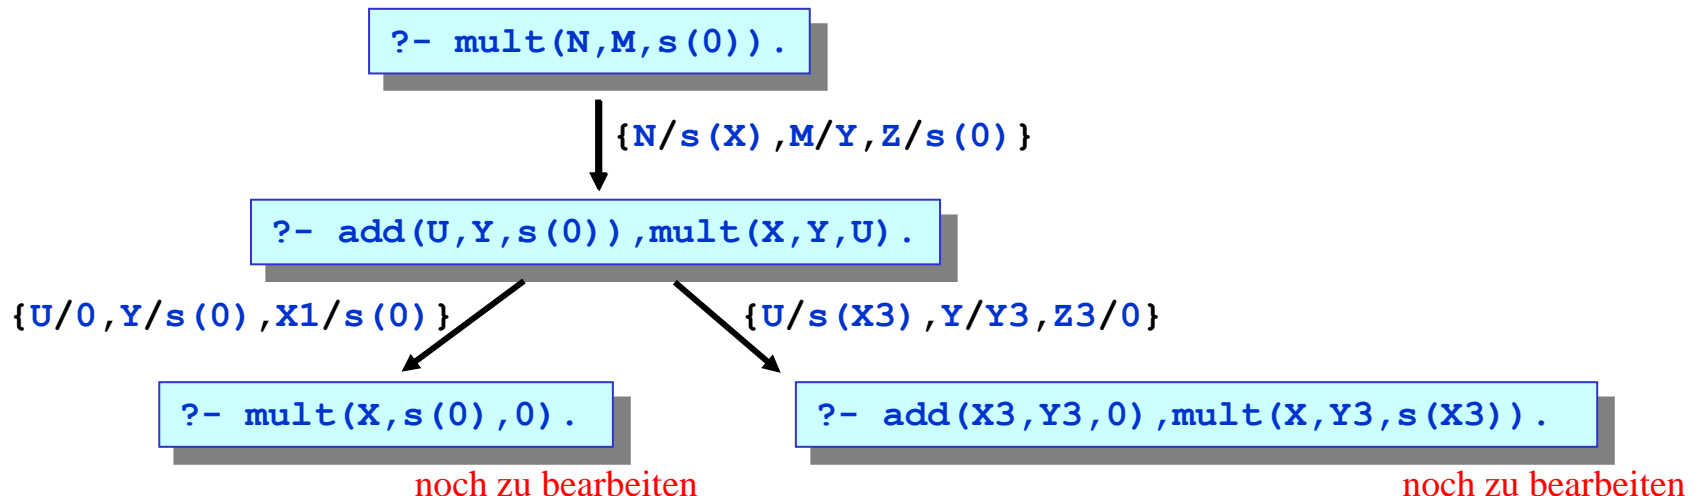 ?- mult(N,M,s(0)).
{N/s(X),M/Y,Z/s(0)}
?- add(U,Y,s(0)),mult(X,Y,U).
{U/0,Y/s(0),X1/s(0)}
{U/s(X3),Y/Y3,Z3/0}
?- mult(X,s(0),0).
?- add(X3,Y3,0),mult(X,Y3,s(X3)).
noch zu bearbeiten
noch zu bearbeiten